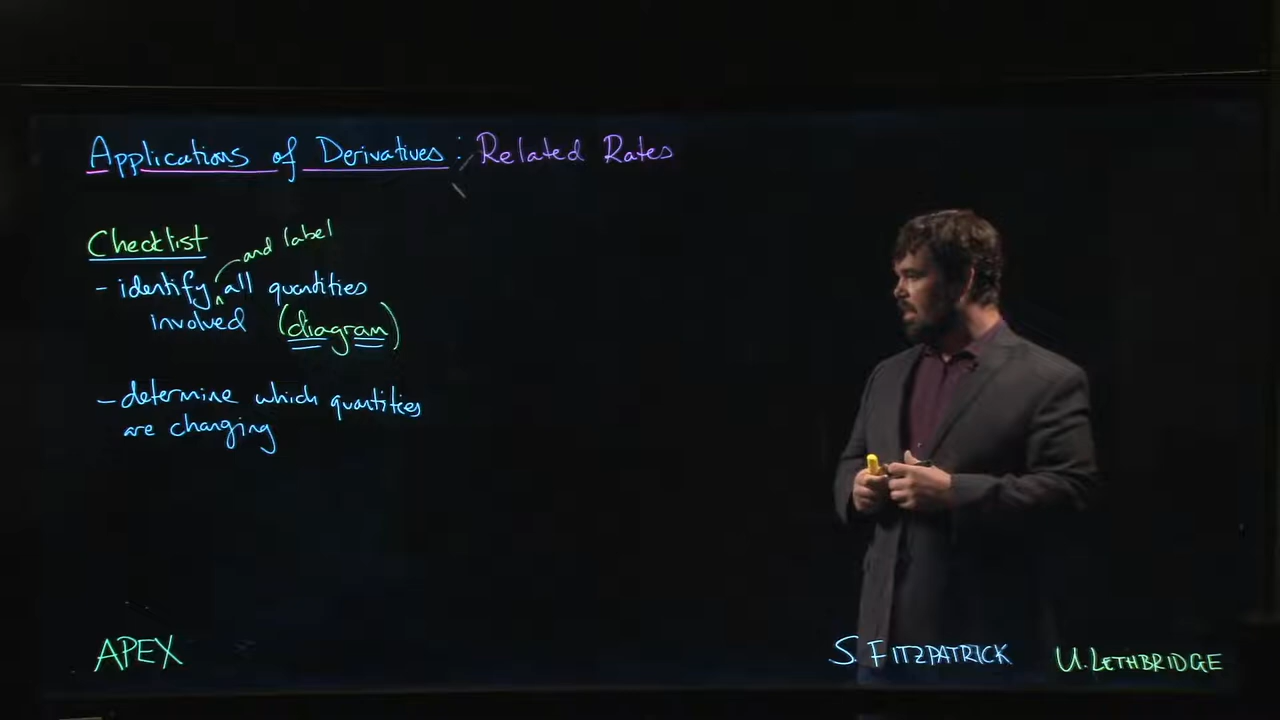 Applications of Derivatives: Related Rates
Checklist
and label
- identify ^ all quantities
involved (diagram)
- determine which quantities
are changing
APEX
S. FITZPATRICK
U. LETHBRIDGE